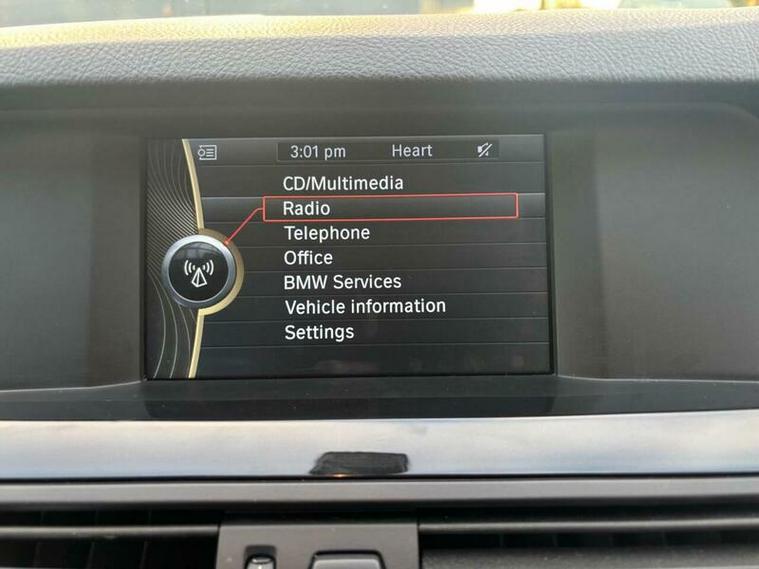 3:01 pm Heart
CD/Multimedia
Radio
Telephone
Office
BMW Services
Vehicle information
Settings